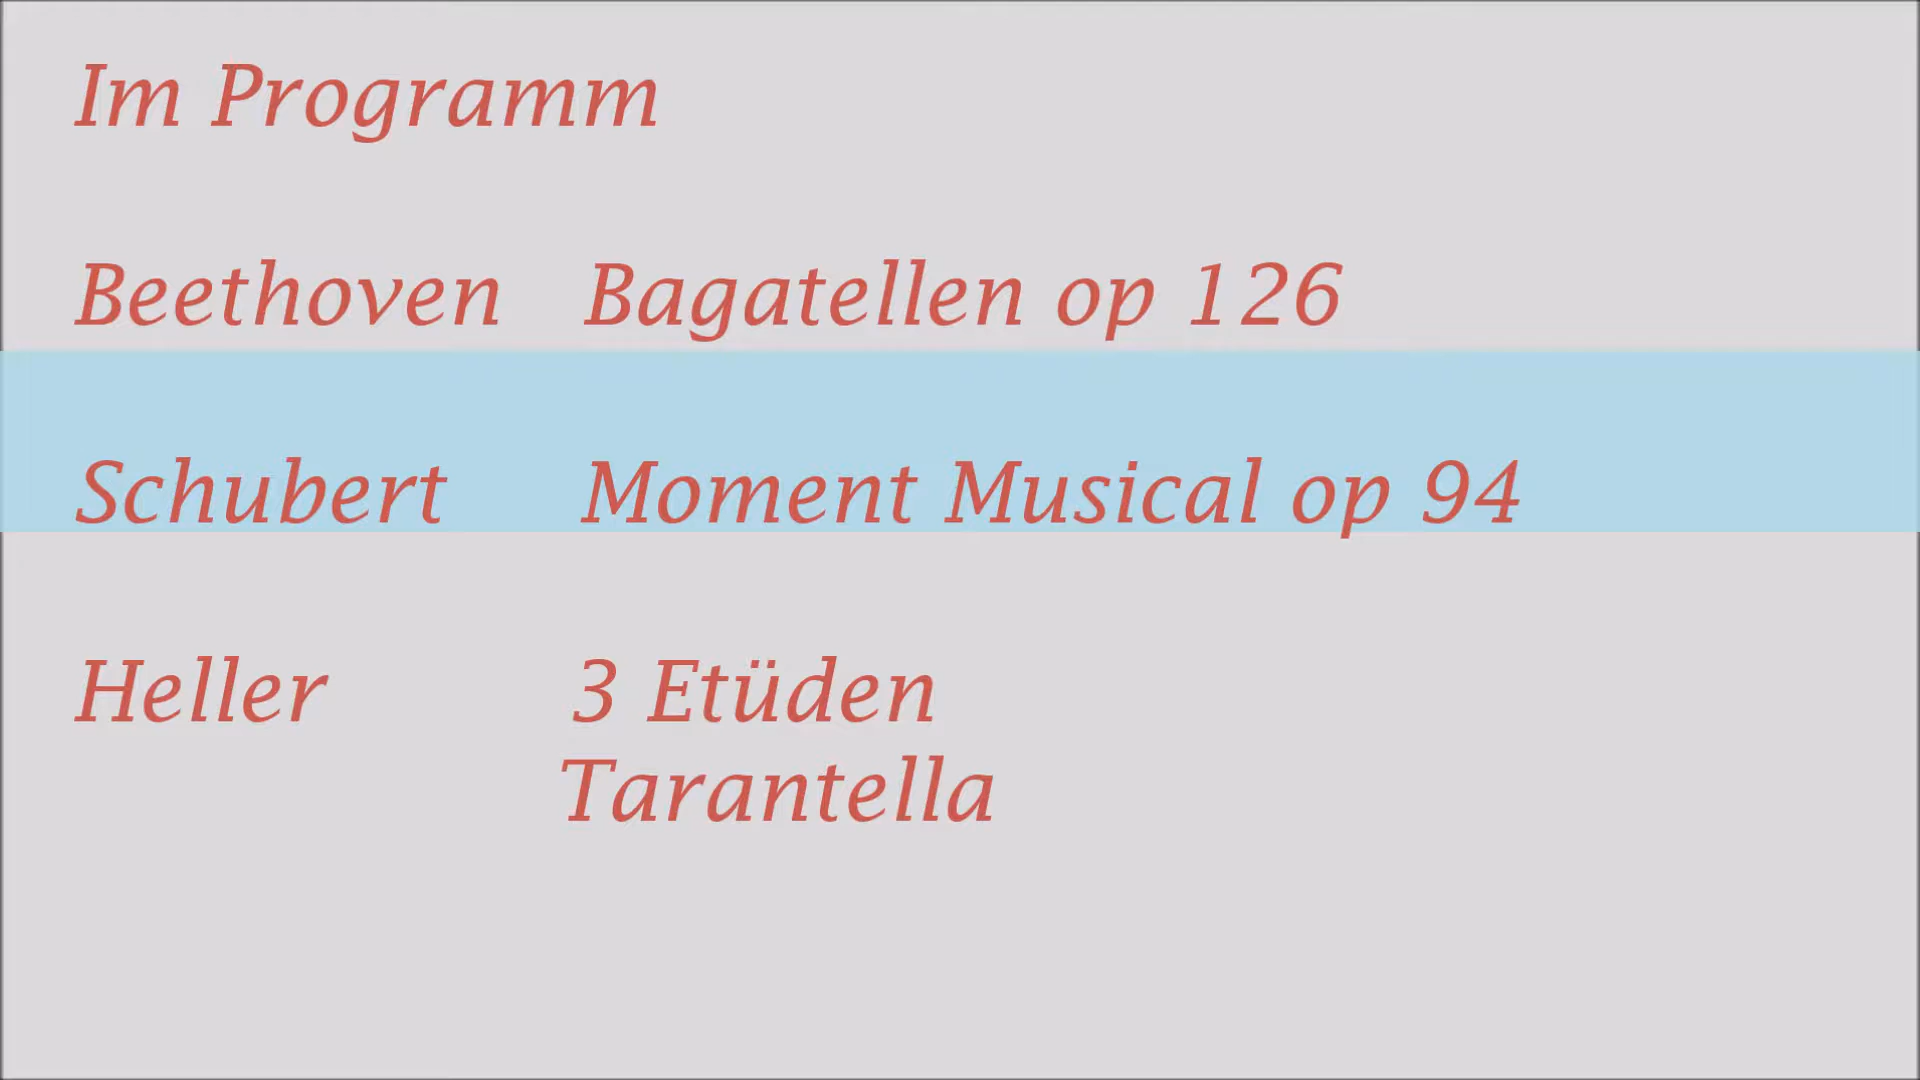 Im Programm
Beethoven Bagatellen op 126
Schubert Moment Musical op 94
Heller 3 Etüden
Tarantella